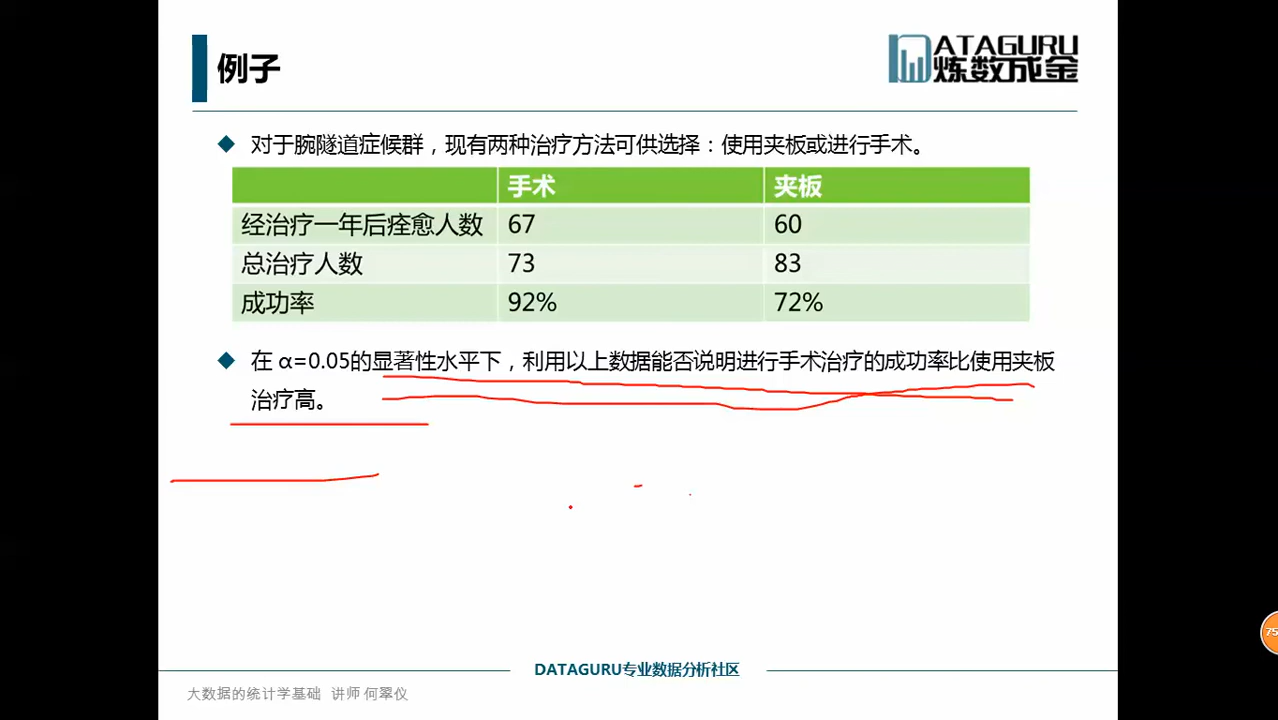 例子
DATAGURU
炼数成金
对于腕隧道症候群，现有两种治疗方法可供选择：使用夹板或进行手术。
手术 夹板
经治疗一年后痊愈人数 67 60
总治疗人数 73 83
成功率 92% 72%
在 α=0.05的显著性水平下，利用以上数据能否说明进行手术治疗的成功率比使用夹板
治疗高。
75
DATAGURU专业数据分析社区
大数据的统计学基础 讲师 何翠仪